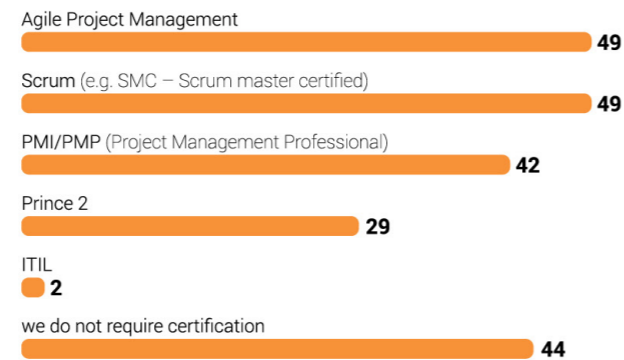 Agile Project Management
49
Scrum (e.g. SMC – Scrum master certified)
49
PMI/PMP (Project Management Professional)
42
Prince 2
29
ITIL
2
we do not require certification
44